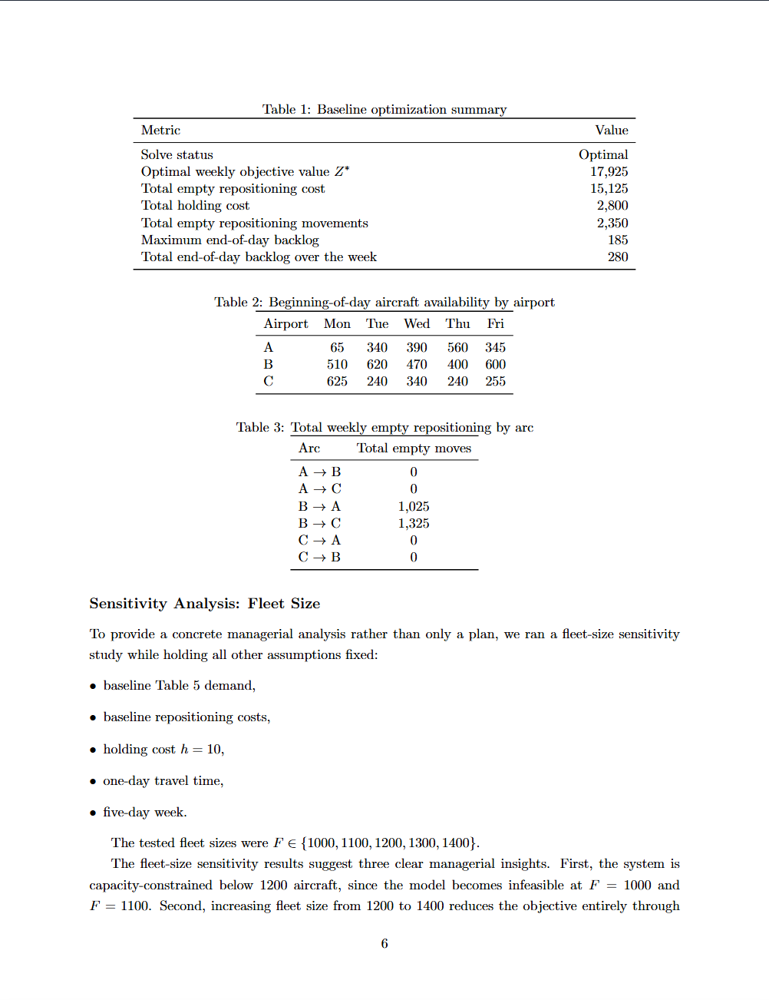 Table 1: Baseline optimization summary
Metric Value
Solve status Optimal
Optimal weekly objective value Z* 17,925
Total empty repositioning cost 15,125
Total holding cost 2,800
Total empty repositioning movements 2,350
Maximum end-of-day backlog 185
Total end-of-day backlog over the week 280
Table 2: Beginning-of-day aircraft availability by airport
Airport Mon Tue Wed Thu Fri
A 65 340 390 560 345
B 510 620 470 400 600
C 625 240 340 240 255
Table 3: Total weekly empty repositioning by arc
Arc Total empty moves
A → B 0
A → C 0
B → A 1,025
B → C 1,325
C → A 0
C → B 0
Sensitivity Analysis: Fleet Size
To provide a concrete managerial analysis rather than only a plan, we ran a fleet-size sensitivity
study while holding all other assumptions fixed:
• baseline Table 5 demand,
• baseline repositioning costs,
• holding cost h = 10,
• one-day travel time,
• five-day week.
The tested fleet sizes were F ∈ {1000, 1100, 1200, 1300, 1400}.
The fleet-size sensitivity results suggest three clear managerial insights. First, the system is
capacity-constrained below 1200 aircraft, since the model becomes infeasible at F = 1000 and
F = 1100. Second, increasing fleet size from 1200 to 1400 reduces the objective entirely through
6